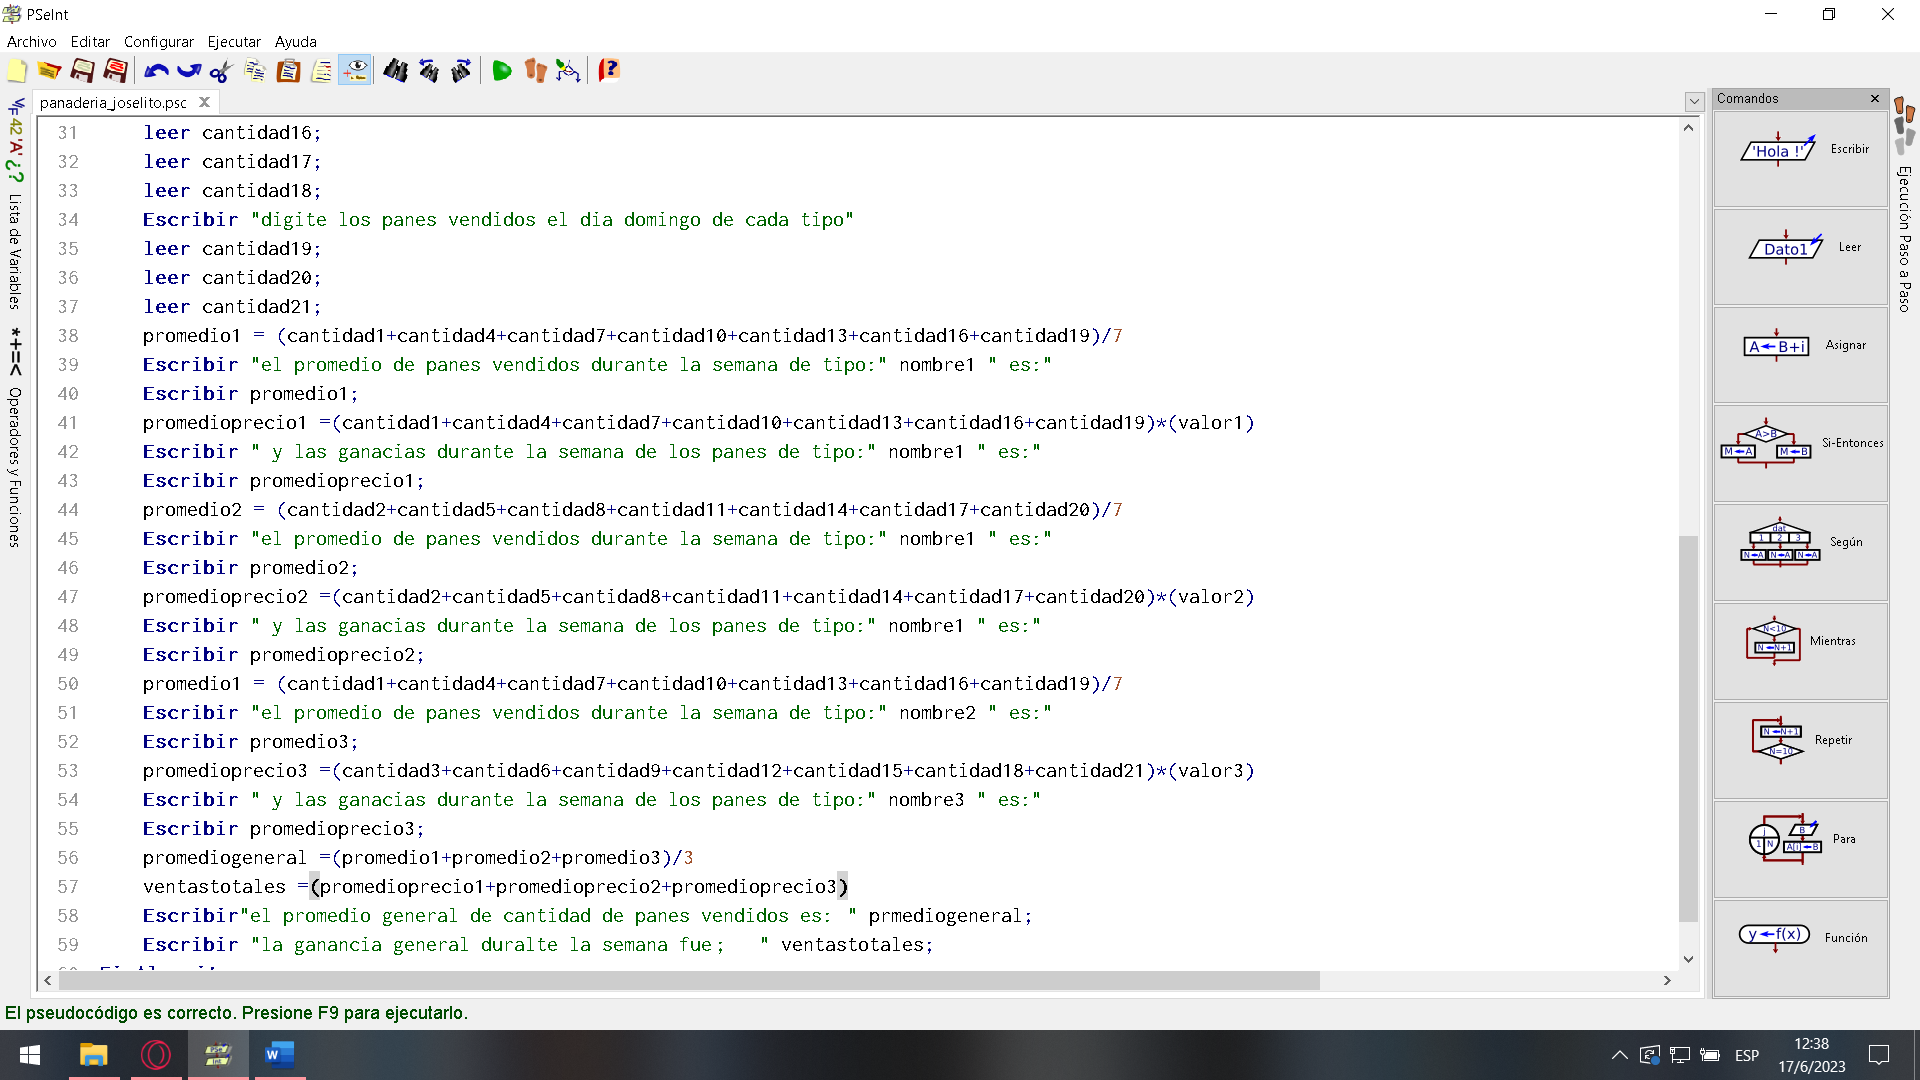 PSeInt
Archivo Editar Configurar Ejecutar Ayuda
panaderia_joselito.psc
31 leer cantidad16;
32 leer cantidad17;
33 leer cantidad18;
34 Escribir "digite los panes vendidos el dia domingo de cada tipo"
35 leer cantidad19;
36 leer cantidad20;
37 leer cantidad21;
38 promedio1 = (cantidad1+cantidad4+cantidad7+cantidad10+cantidad13+cantidad16+cantidad19)/7
39 Escribir "el promedio de panes vendidos durante la semana de tipo:" nombre1 " es:"
40 Escribir promedio1;
41 promedioprecio1 =(cantidad1+cantidad4+cantidad7+cantidad10+cantidad13+cantidad16+cantidad19)*(valor1)
42 Escribir " y las ganacias durante la semana de los panes de tipo:" nombre1 " es:"
43 Escribir promedioprecio1;
44 promedio2 = (cantidad2+cantidad5+cantidad8+cantidad11+cantidad14+cantidad17+cantidad20)/7
45 Escribir "el promedio de panes vendidos durante la semana de tipo:" nombre1 " es:"
46 Escribir promedio2;
47 promedioprecio2 =(cantidad2+cantidad5+cantidad8+cantidad11+cantidad14+cantidad17+cantidad20)*(valor2)
48 Escribir " y las ganacias durante la semana de los panes de tipo:" nombre1 " es:"
49 Escribir promedioprecio2;
50 promedio1 = (cantidad1+cantidad4+cantidad7+cantidad10+cantidad13+cantidad16+cantidad19)/7
51 Escribir "el promedio de panes vendidos durante la semana de tipo:" nombre2 " es:"
52 Escribir promedio3;
53 promedioprecio3 =(cantidad3+cantidad6+cantidad9+cantidad12+cantidad15+cantidad18+cantidad21)*(valor3)
54 Escribir " y las ganacias durante la semana de los panes de tipo:" nombre3 " es:"
55 Escribir promedioprecio3;
56 promediogeneral =(promedio1+promedio2+promedio3)/3
57 ventastotales =(promedioprecio1+promedioprecio2+promedioprecio3)
58 Escribir"el promedio general de cantidad de panes vendidos es: " prmediogeneral;
59 Escribir "la ganancia general duralte la semana fue;   " ventastotales;
42 'A' ¿? Lista de Variables
*+=< Operadores y Funciones
Comandos
'Hola !' Escribir
Dato1 Leer
A←B+i Asignar
A>B M←A M←B Si-Entonces
dat 1 2 3 N←A N←A N←A Según
N<10 N←N+1 Mientras
N←N+1 N=10 Repetir
1 N B A[i]←B Para
y←f(x) Función
Ejecución Paso a Paso
El pseudocódigo es correcto. Presione F9 para ejecutarlo.
ESP
12:38
17/6/2023